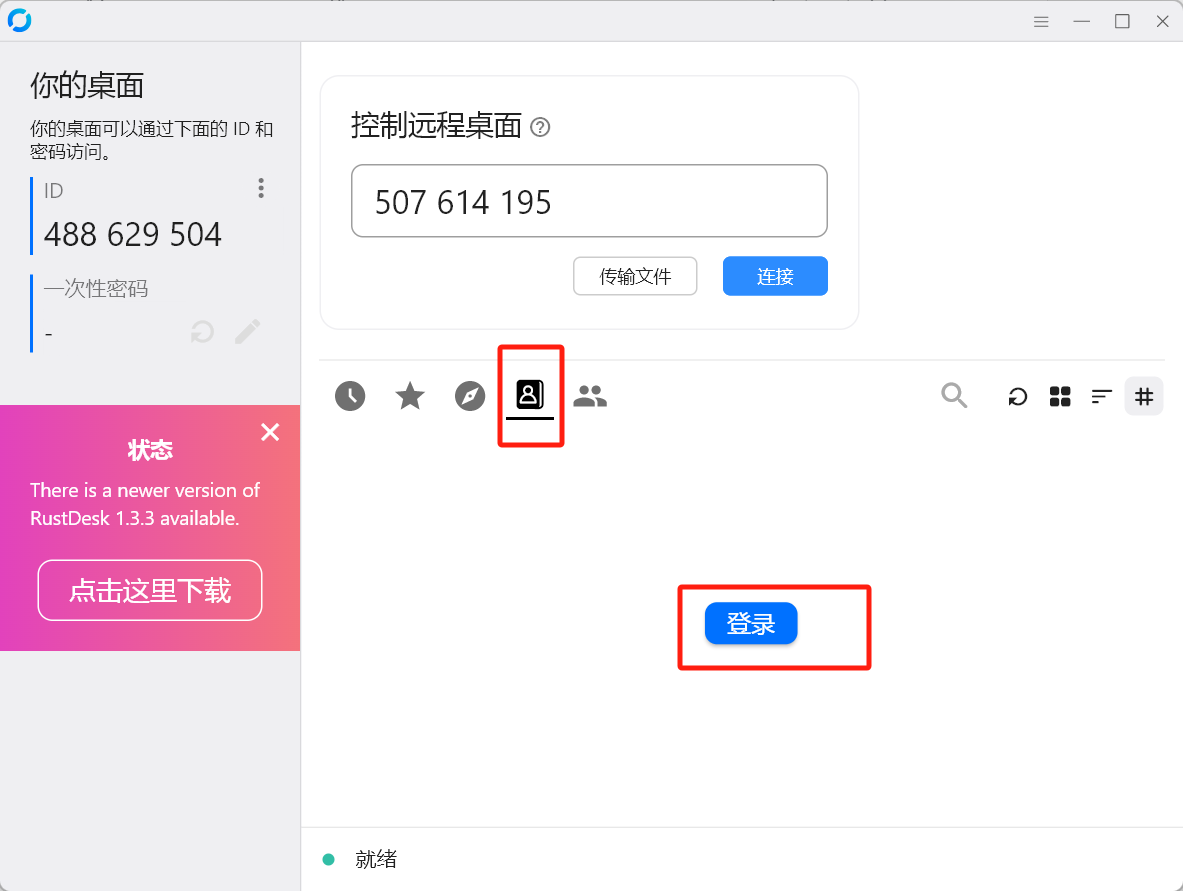 你的桌面
你的桌面可以通过下面的 ID 和
密码访问。
ID
488 629 504
一次性密码
-
状态
There is a newer version of
RustDesk 1.3.3 available.
点击这里下载
控制远程桌面
507 614 195
传输文件
连接
登录
就绪